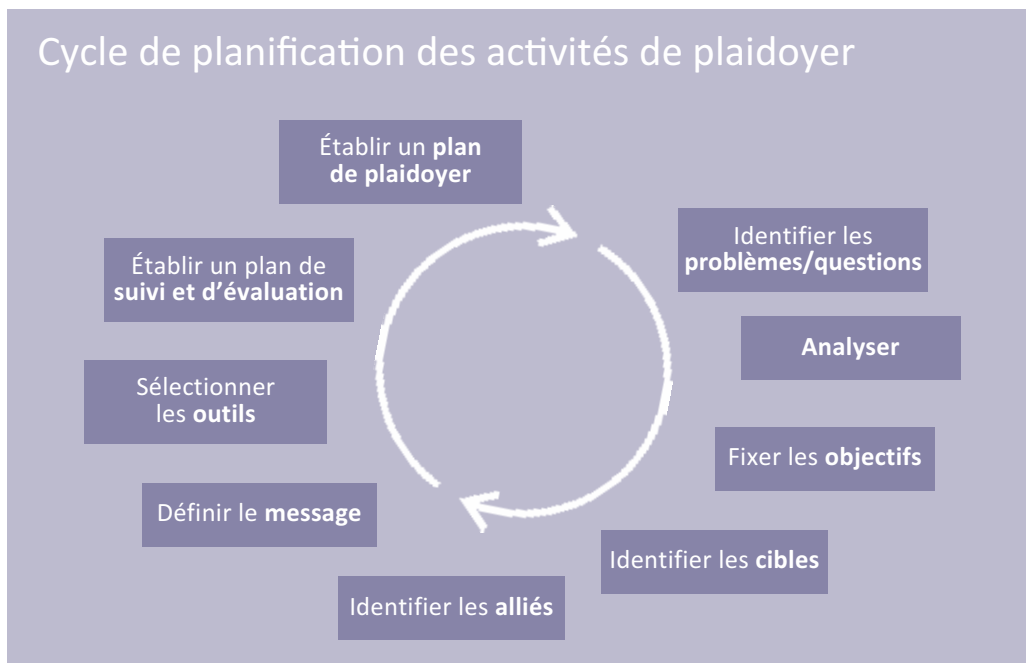 Cycle de planification des activités de plaidoyer
Établir un plan
de plaidoyer
Identifier les
problèmes/questions
Analyser
Fixer les objectifs
Identifier les cibles
Identifier les alliés
Définir le message
Sélectionner
les outils
Établir un plan de
suivi et d’évaluation